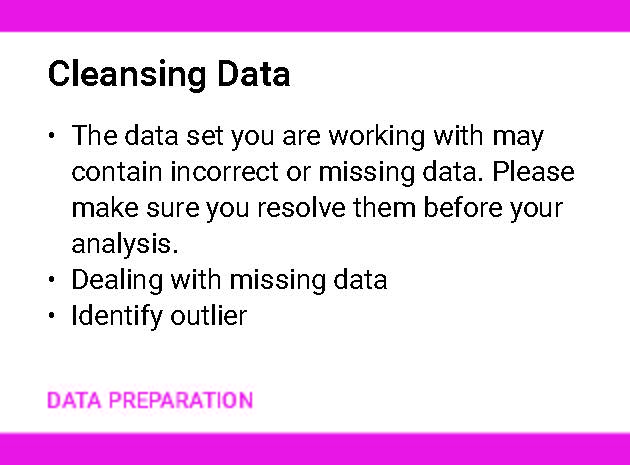 Cleansing Data
• The data set you are working with may
contain incorrect or missing data. Please
make sure you resolve them before your
analysis.
• Dealing with missing data
• Identify outlier
DATA PREPARATION